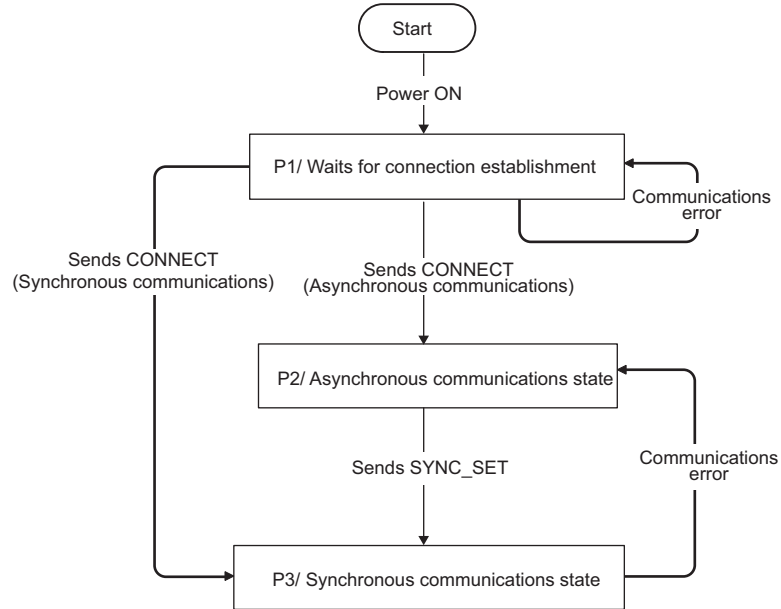 Start
Power ON
P1/ Waits for connection establishment
Communications
error
Sends CONNECT
(Synchronous communications)
Sends CONNECT
(Asynchronous communications)
P2/ Asynchronous communications state
Sends SYNC_SET
Communications
error
P3/ Synchronous communications state